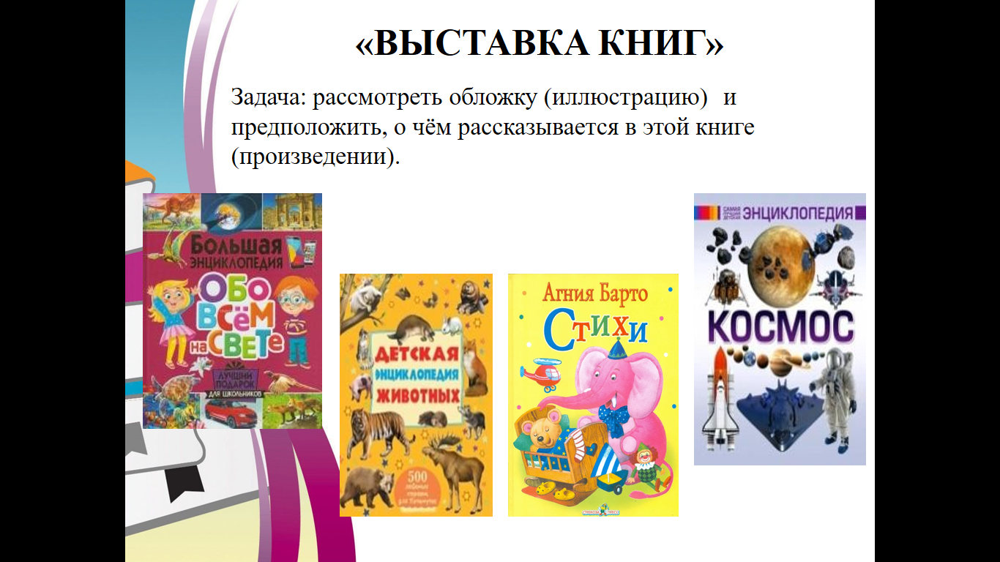 «ВЫСТАВКА КНИГ»
Задача: рассмотреть обложку (иллюстрацию) и
предположить, о чём рассказывается в этой книге
(произведении).
БОЛЬШАЯ
ЭНЦИКЛОПЕДИЯ
ОБО
ВСЁМ
НА СВЕТЕ
ЛУЧШИЙ
ПОДАРОК
ДЛЯ ШКОЛЬНИКОВ
ДЕТСКАЯ
ЭНЦИКЛОПЕДИЯ
ЖИВОТНЫХ
500
Агния Барто
Стихи
САМАЯ
ЛУЧШАЯ
ДЕТСКАЯ
ЭНЦИКЛОПЕДИЯ
КОСМОС